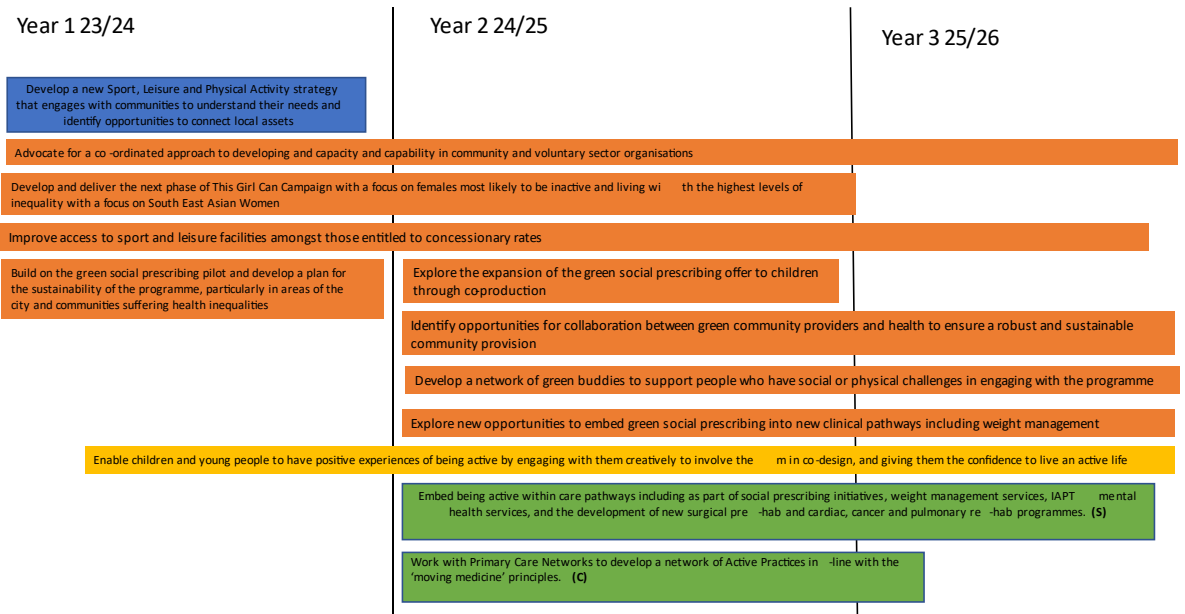 Year 1 23/24
Year 2 24/25
Year 3 25/26
Develop a new Sport, Leisure and Physical Activity strategy
that engages with communities to understand their needs and
identify opportunities to connect local assets
Advocate for a co -ordinated approach to developing and capacity and capability in community and voluntary sector organisations
Develop and deliver the next phase of This Girl Can Campaign with a focus on females most likely to be inactive and living wi th the highest levels of
inequality with a focus on South East Asian Women
Improve access to sport and leisure facilities amongst those entitled to concessionary rates
Build on the green social prescribing pilot and develop a plan for
the sustainability of the programme, particularly in areas of the
city and communities suffering health inequalities
Explore the expansion of the green social prescribing offer to children
through co-production
Identify opportunities for collaboration between green community providers and health to ensure a robust and sustainable
community provision
Develop a network of green buddies to support people who have social or physical challenges in engaging with the programme
Explore new opportunities to embed green social prescribing into new clinical pathways including weight management
Enable children and young people to have positive experiences of being active by engaging with them creatively to involve the m in co-design, and giving them the confidence to live an active life
Embed being active within care pathways including as part of social prescribing initiatives, weight management services, IAPT mental
health services, and the development of new surgical pre -hab and cardiac, cancer and pulmonary re -hab programmes. (S)
Work with Primary Care Networks to develop a network of Active Practices in -line with the
‘moving medicine’ principles. (C)